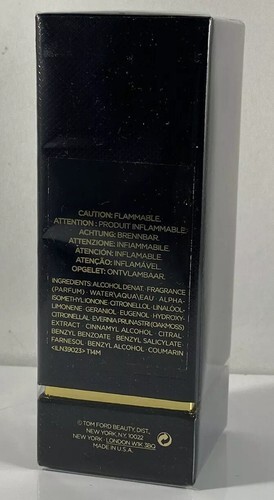 CAUTION: FLAMMABLE.
ATTENTION : PRODUIT INFLAMMABLE.
ACHTUNG: BRENNBAR.
ATTENZIONE: INFIAMMABILE.
ATENCIÓN: INFLAMABLE.
ATENÇÃO: INFLAMÁVEL.
OPGELET: ONTVLAMBAAR.
INGREDIENTS: ALCOHOL DENAT. FRAGRANCE
(PARFUM) • WATER\AQUA\EAU • ALPHA-
ISOMETHYL IONONE • CITRONELLOL • LINALOOL•
LIMONENE • GERANIOL • EUGENOL • HYDROXY-
CITRONELLAL • EVERNIA PRUNASTRI (OAKMOSS)
EXTRACT • CINNAMYL ALCOHOL • CITRAL •
BENZYL BENZOATE • BENZYL SALICYLATE •
FARNESOL • BENZYL ALCOHOL • COUMARIN
<ILN39023> T14M
© TOM FORD BEAUTY, DIST.,
NEW YORK, N.Y. 10022
NEW YORK • LONDON W1K 3BQ
MADE IN U.S.A.